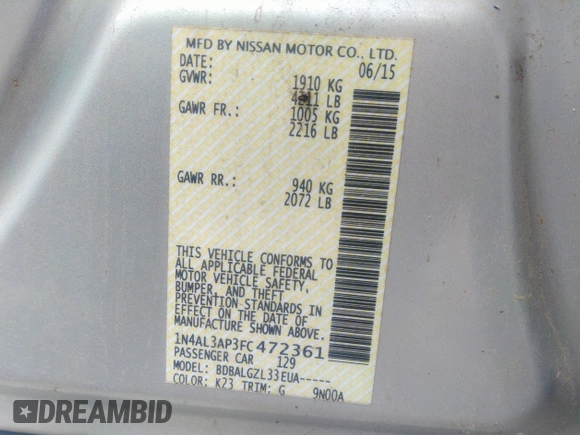 MFD BY NISSAN MOTOR CO., LTD.
DATE: 06/15
GVWR: 1910 KG
LB
GAWR FR.: 1005 KG
2216 LB
GAWR RR.: 940 KG
2072 LB
THIS VEHICLE CONFORMS TO
ALL APPLICABLE FEDERAL
MOTOR VEHICLE SAFETY,
BUMPER, AND THEFT
PREVENTION STANDARDS IN
EFFECT ON THE DATE OF
MANUFACTURE SHOWN ABOVE.
1N4AL3AP3FC472361
PASSENGER CAR 129
MODEL: BDBALGZL33EUA-----
COLOR: K23 TRIM: G 9N00A
DREAMBID